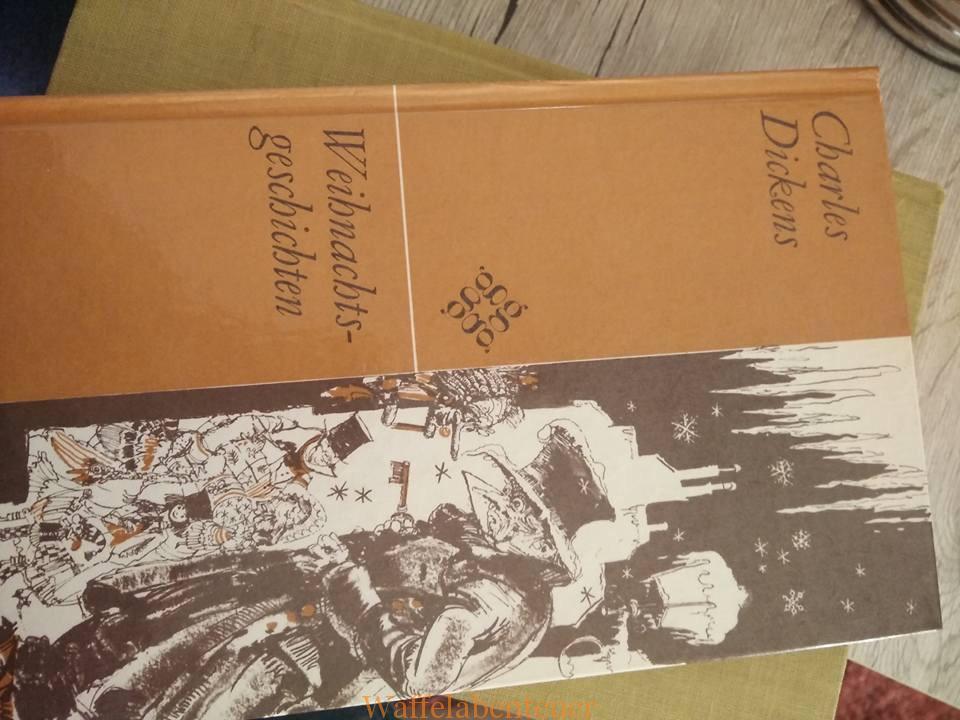 Charles
Dickens
Weihnachts-
geschichten
Waffelabenteuer